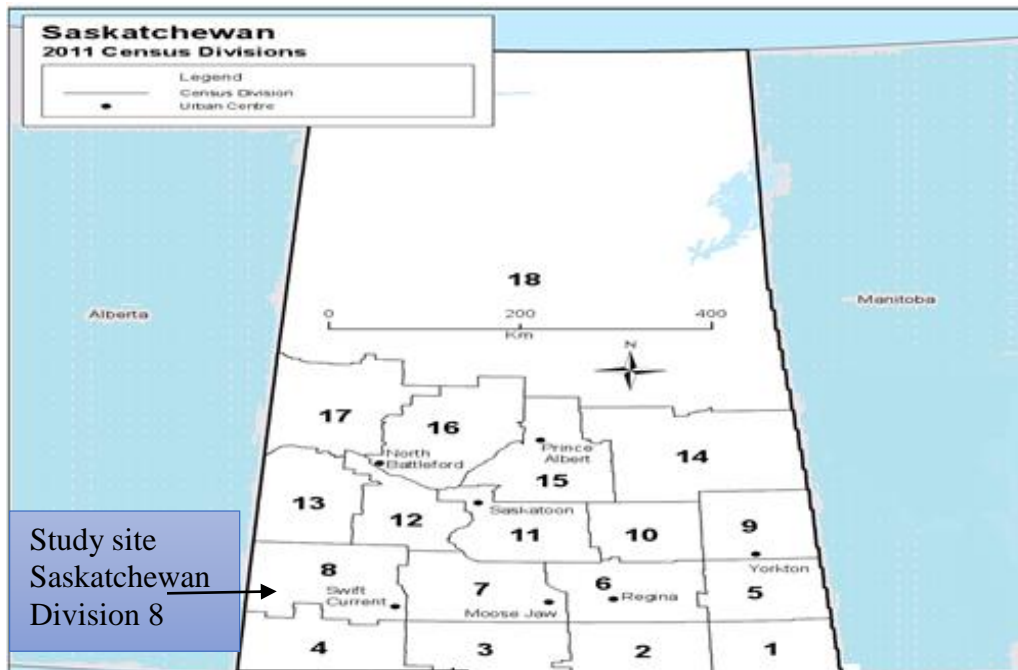 Saskatchewan
2011 Census Divisions
Legend
Census Division
Urban Centre
18
Alberta
Manitoba
0 200 400
Km
N
17
16
North
Battleford
Prince
Albert
14
15
13
12
Saskatoon
11
10
9
Yorkton
Study site
Saskatchewan
Division 8
8
Swift
Current
7
Moose Jaw
6
Regina
5
4
3
2
1